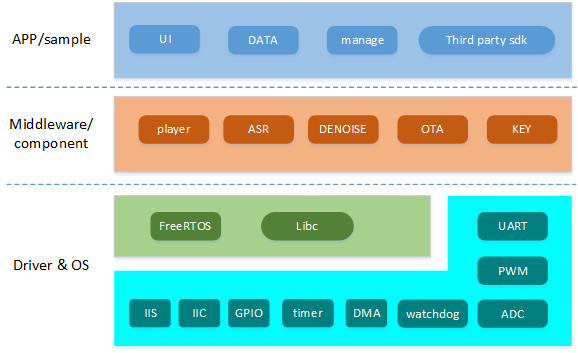 APP/sample
UI
DATA
manage
Third party sdk
Middleware/
component
player
ASR
DENOISE
OTA
KEY
Driver & OS
FreeRTOS
Libc
UART
PWM
IIS
IIC
GPIO
timer
DMA
watchdog
ADC